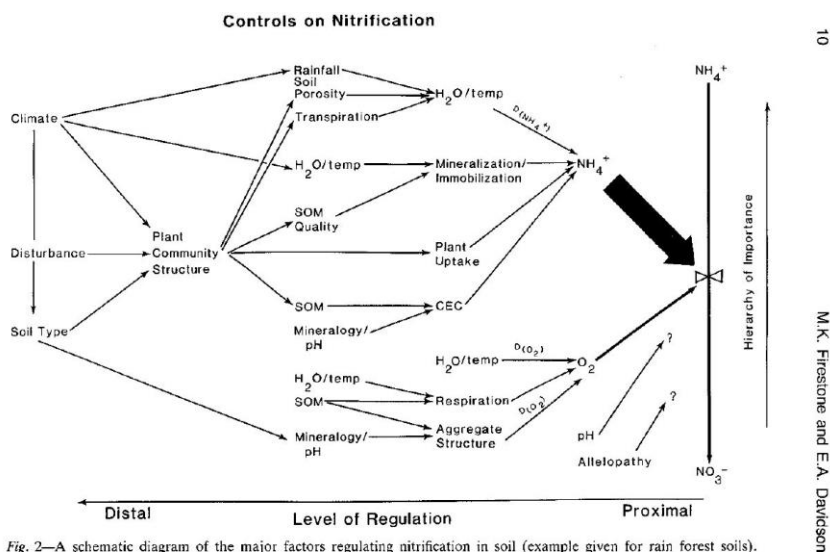 Controls on Nitrification
10
M.K. Firestone and E.A. Davidson
Climate
Disturbance
Soil Type
Plant
Community
Structure
Rainfall
Soil
Porosity
Transpiration
H₂O/temp
SOM
Quality
SOM
Mineralogy/
pH
H₂O/temp
SOM
Mineralogy/
pH
H₂O/temp
Mineralization/
Immobilization
Plant
Uptake
CEC
H₂O/temp
Respiration
Aggregate
Structure
D(NH₄⁺)
NH₄⁺
D(O₂)
O₂
D(O₂)
pH
?
Allelopathy
?
NH₄⁺
NO₃⁻
Hierarchy of Importance
Distal
Level of Regulation
Proximal
Fig. 2—A schematic diagram of the major factors regulating nitrification in soil (example given for rain forest soils).